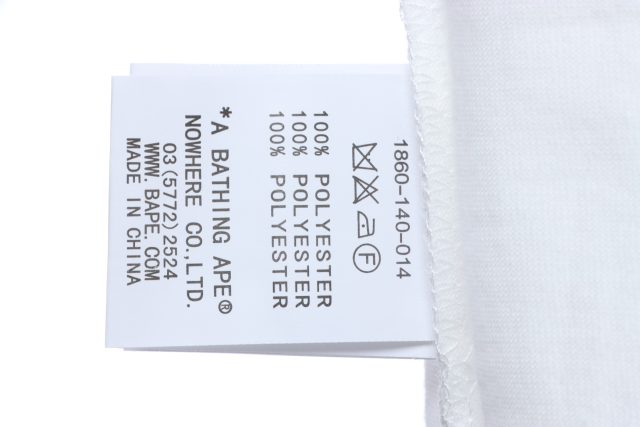 1860-140-014
Ⓕ
100% POLYESTER
100% POLYESTER
100% POLYESTER
*A BATHING APE®
NOWHERE CO.,LTD.
03(5772)2524
WWW.BAPE.COM
MADE IN CHINA